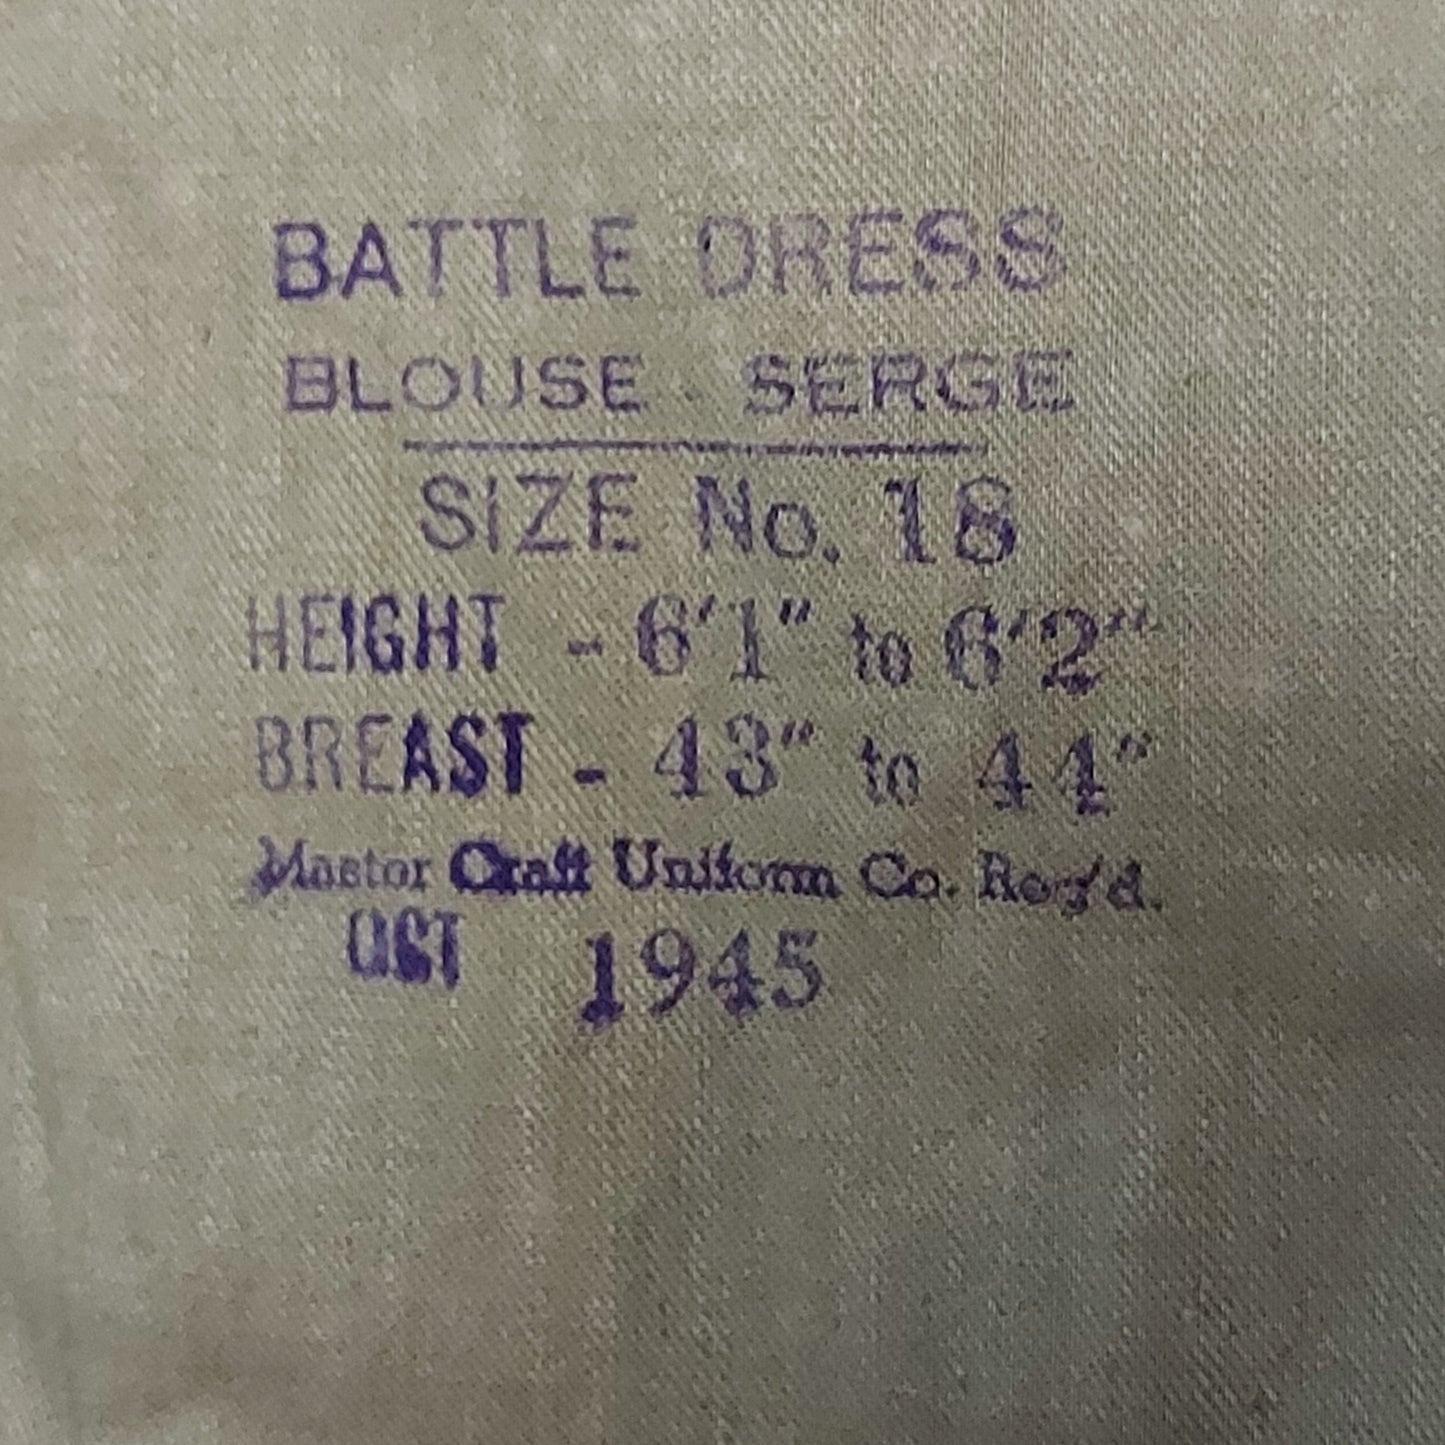 BATTLE DRESS
BLOUSE SERGE
SIZE No. 18
HEIGHT - 6'1" to 6'2"
BREAST - 43" to 44"
Master Craft Uniform Co. Reg'd.
1945